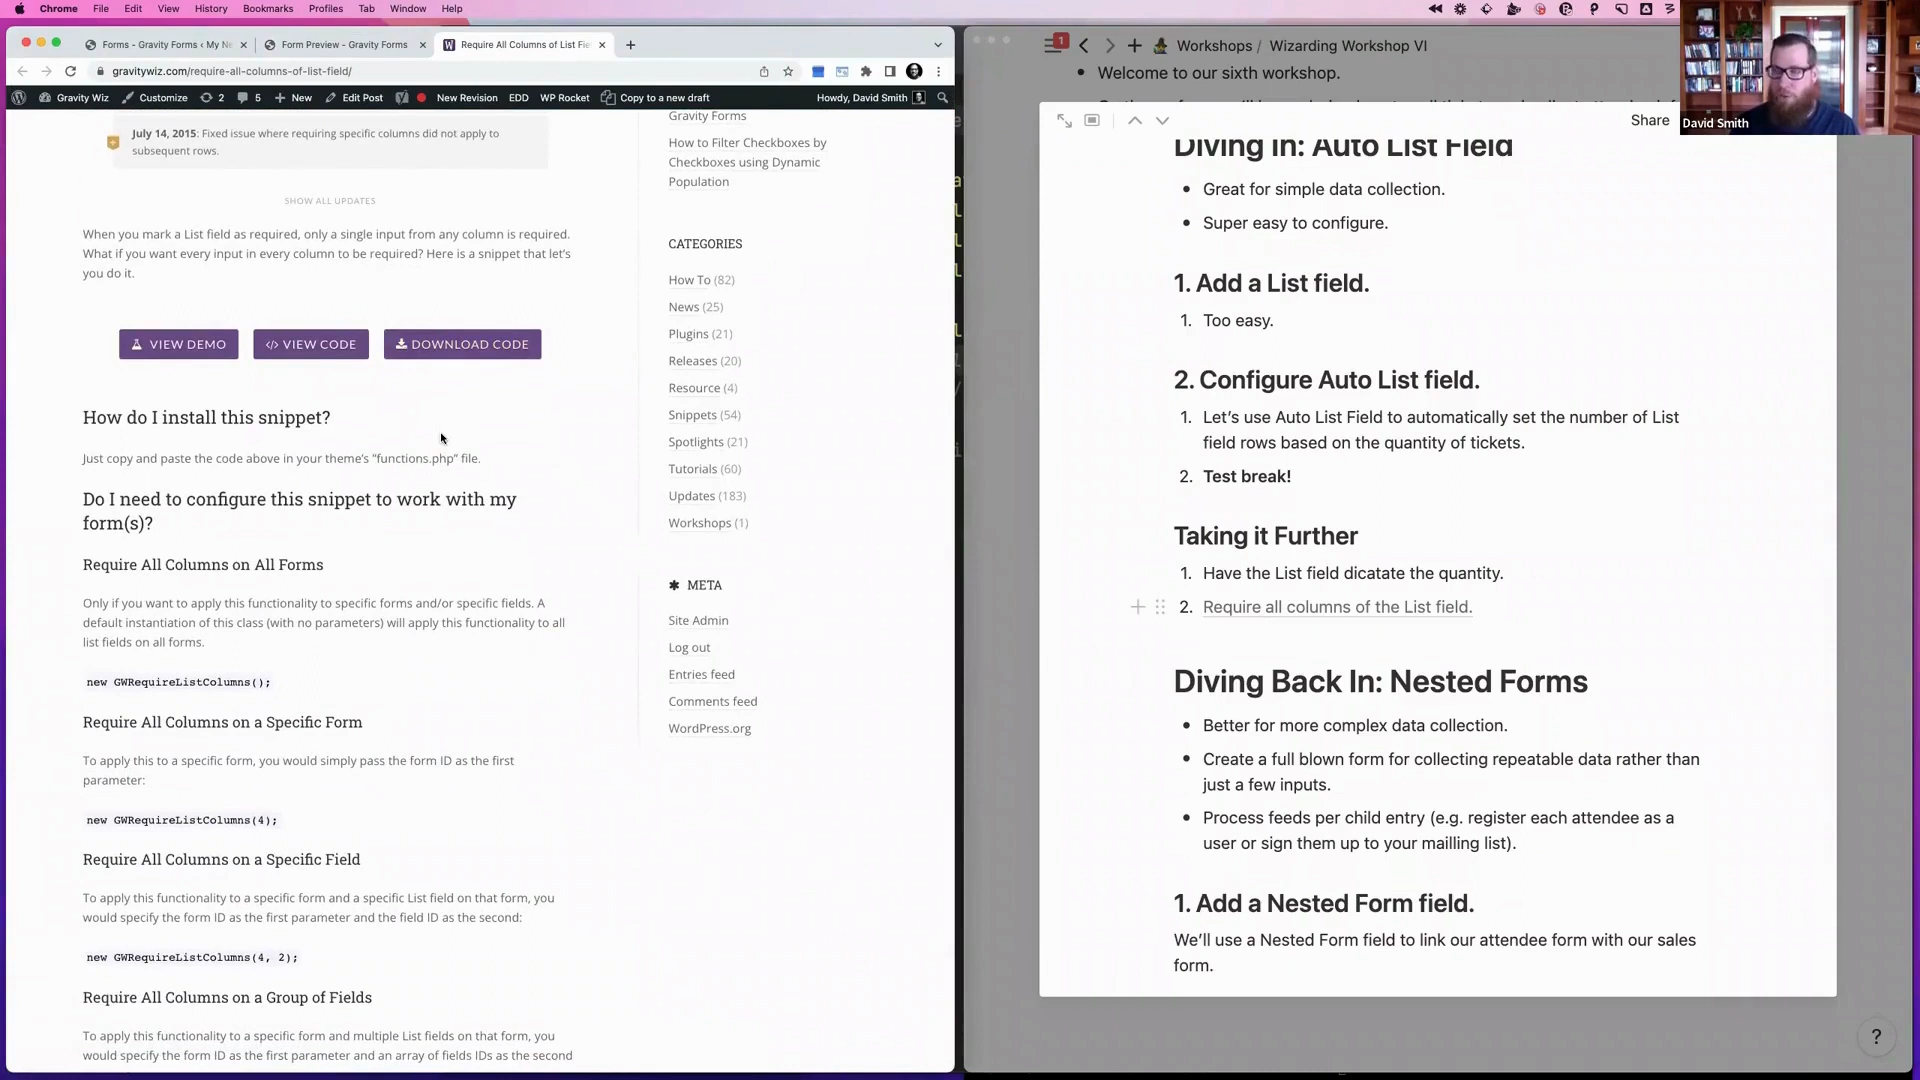 Chrome File Edit View History Bookmarks Profiles Tab Window Help
Forms - Gravity Forms ‹ My Ne
Form Preview - Gravity Forms
Require All Columns of List Fie
gravitywiz.com/require-all-columns-of-list-field/
Gravity Wiz Customize 2 5 New Edit Post New Revision EDD WP Rocket Copy to a new draft Howdy, David Smith
July 14, 2015: Fixed issue where requiring specific columns did not apply to
subsequent rows.
SHOW ALL UPDATES
When you mark a List field as required, only a single input from any column is required.
What if you want every input in every column to be required? Here is a snippet that let's
you do it.
VIEW DEMO
</> VIEW CODE
DOWNLOAD CODE
How do I install this snippet?
Just copy and paste the code above in your theme's "functions.php" file.
Do I need to configure this snippet to work with my
form(s)?
Require All Columns on All Forms
Only if you want to apply this functionality to specific forms and/or specific fields. A
default instantiation of this class (with no parameters) will apply this functionality to all
list fields on all forms.
new GWRequireListColumns();
Require All Columns on a Specific Form
To apply this to a specific form, you would simply pass the form ID as the first
parameter:
new GWRequireListColumns(4);
Require All Columns on a Specific Field
To apply this functionality to a specific form and a specific List field on that form, you
would specify the form ID as the first parameter and the field ID as the second:
new GWRequireListColumns(4, 2);
Require All Columns on a Group of Fields
To apply this functionality to a specific form and multiple List fields on that form, you
would specify the form ID as the first parameter and an array of fields IDs as the second
Gravity Forms
How to Filter Checkboxes by
Checkboxes using Dynamic
Population
CATEGORIES
How To (82)
News (25)
Plugins (21)
Releases (20)
Resource (4)
Snippets (54)
Spotlights (21)
Tutorials (60)
Updates (183)
Workshops (1)
META
Site Admin
Log out
Entries feed
Comments feed
WordPress.org
1
Workshops / Wizarding Workshop VI
• Welcome to our sixth workshop.
Share
David Smith
Diving In: Auto List Field
• Great for simple data collection.
• Super easy to configure.
1. Add a List field.
1. Too easy.
2. Configure Auto List field.
1. Let's use Auto List Field to automatically set the number of List
field rows based on the quantity of tickets.
2. Test break!
Taking it Further
1. Have the List field dicatate the quantity.
2. Require all columns of the List field.
Diving Back In: Nested Forms
• Better for more complex data collection.
• Create a full blown form for collecting repeatable data rather than
just a few inputs.
• Process feeds per child entry (e.g. register each attendee as a
user or sign them up to your mailling list).
1. Add a Nested Form field.
We'll use a Nested Form field to link our attendee form with our sales
form.
?